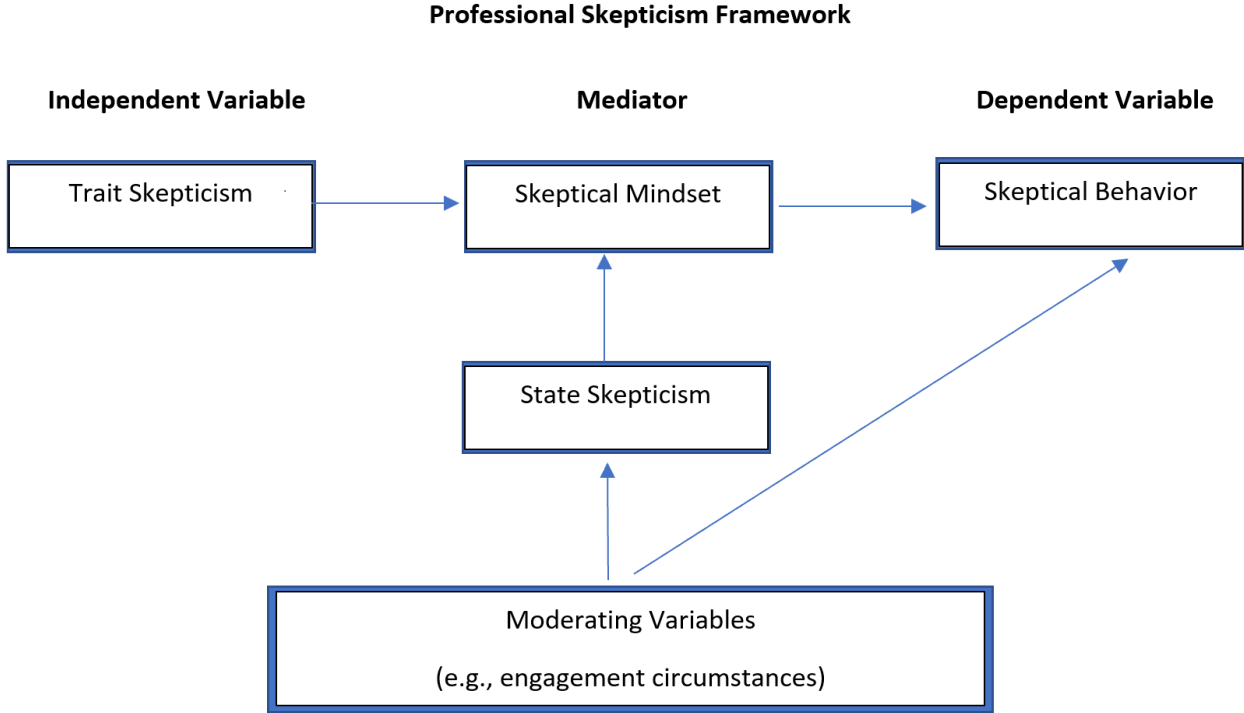 Professional Skepticism Framework
Independent Variable
Mediator
Dependent Variable
Trait Skepticism
Skeptical Mindset
Skeptical Behavior
State Skepticism
Moderating Variables
(e.g., engagement circumstances)